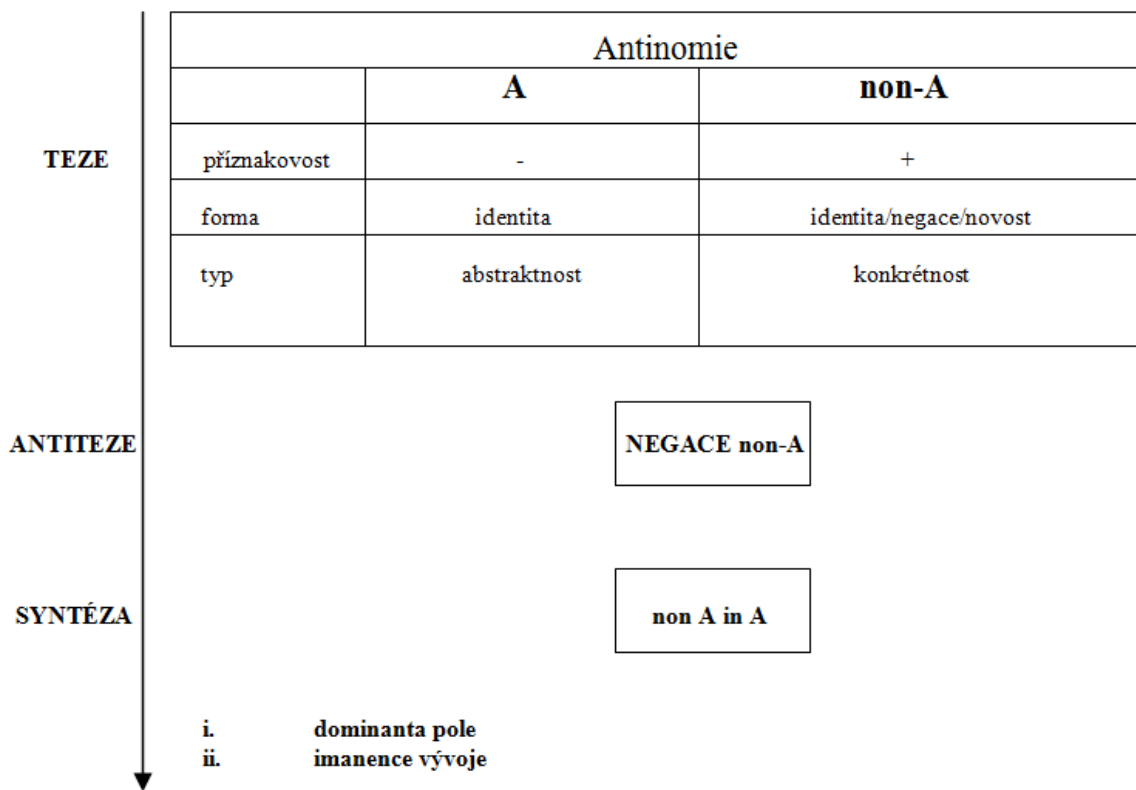 Antinomie
A non-A
TEZE příznakovost - +
forma identita identita/negace/novost
typ abstraktnost konkrétnost
ANTITEZE NEGACE non-A
SYNTÉZA non A in A
i. dominanta pole
ii. imanence vývoje